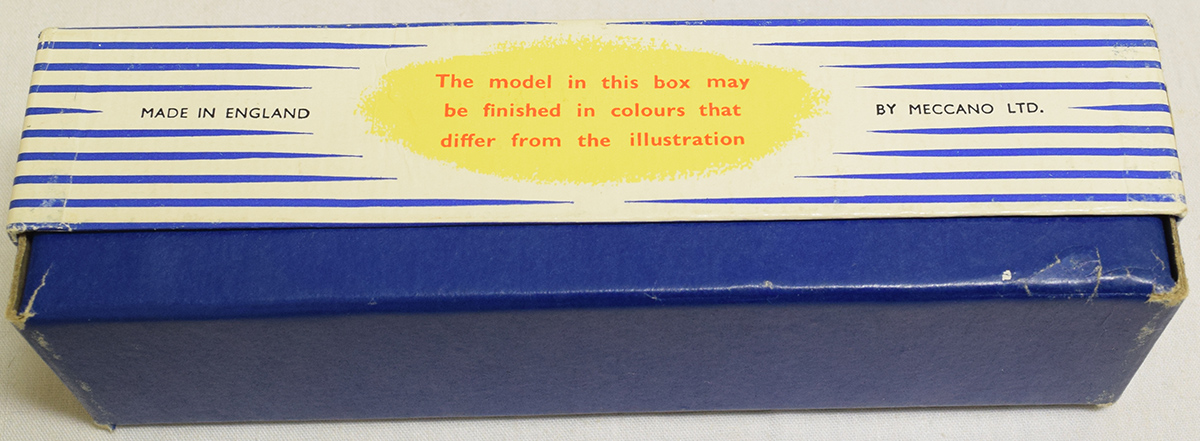 The model in this box may
be finished in colours that
differ from the illustration
MADE IN ENGLAND
BY MECCANO LTD.